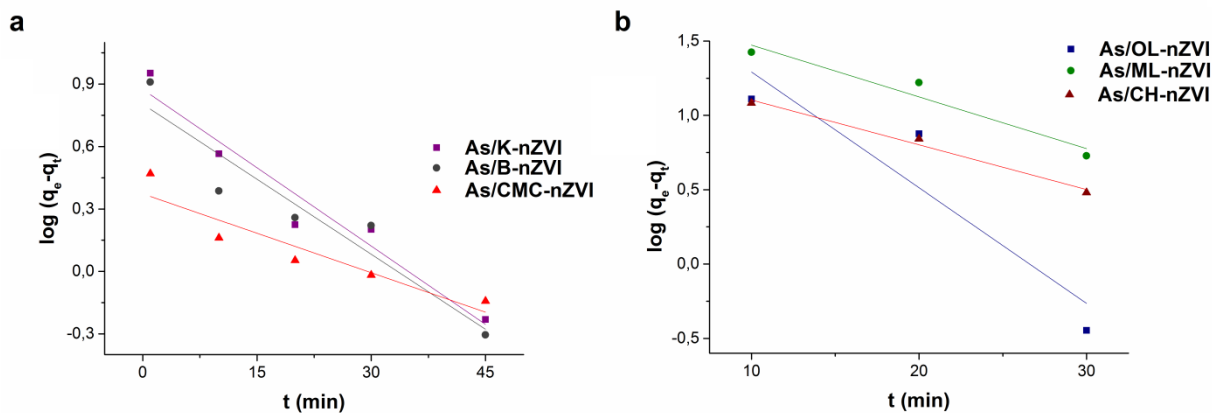 a
log (qe-qt)
0,9
0,6
0,3
0,0
-0,3
0
15
30
45
t (min)
As/K-nZVI
As/B-nZVI
As/CMC-nZVI
b
log (qe-qt)
1,5
1,0
0,5
0,0
-0,5
10
20
30
t (min)
As/OL-nZVI
As/ML-nZVI
As/CH-nZVI